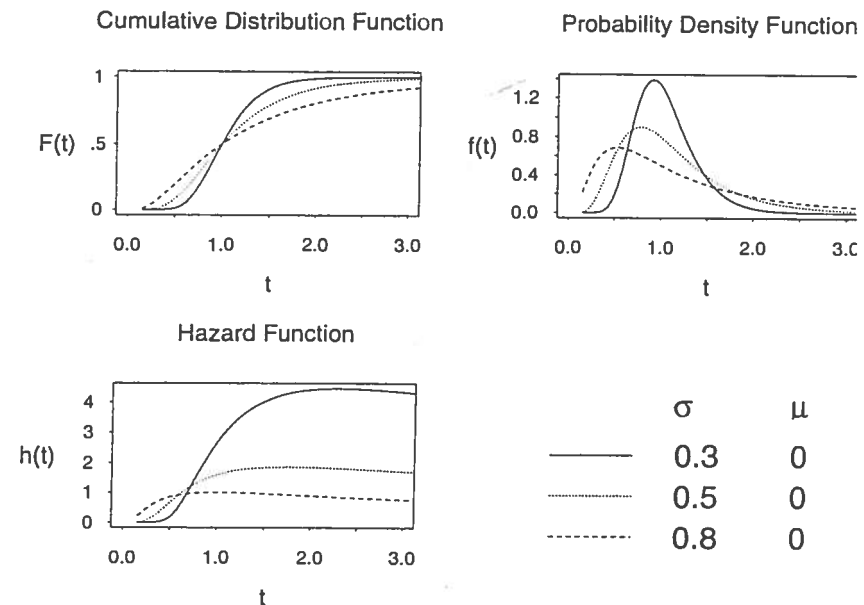 Cumulative Distribution Function
1
.5
0
F(t)
0.0 1.0 2.0 3.0
t
Probability Density Function
1.2
0.8
0.4
0.0
f(t)
0.0 1.0 2.0 3.0
t
Hazard Function
4
3
2
1
0
h(t)
0.0 1.0 2.0 3.0
t
σ μ
0.3 0
0.5 0
0.8 0